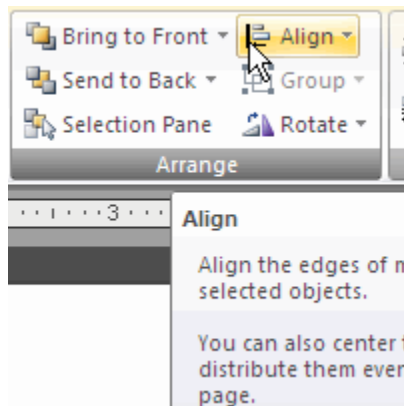 Bring to Front Align
Send to Back Group
Selection Pane Rotate
Arrange
3
Align
Align the edges of
selected objects.
You can also center
distribute them
page.